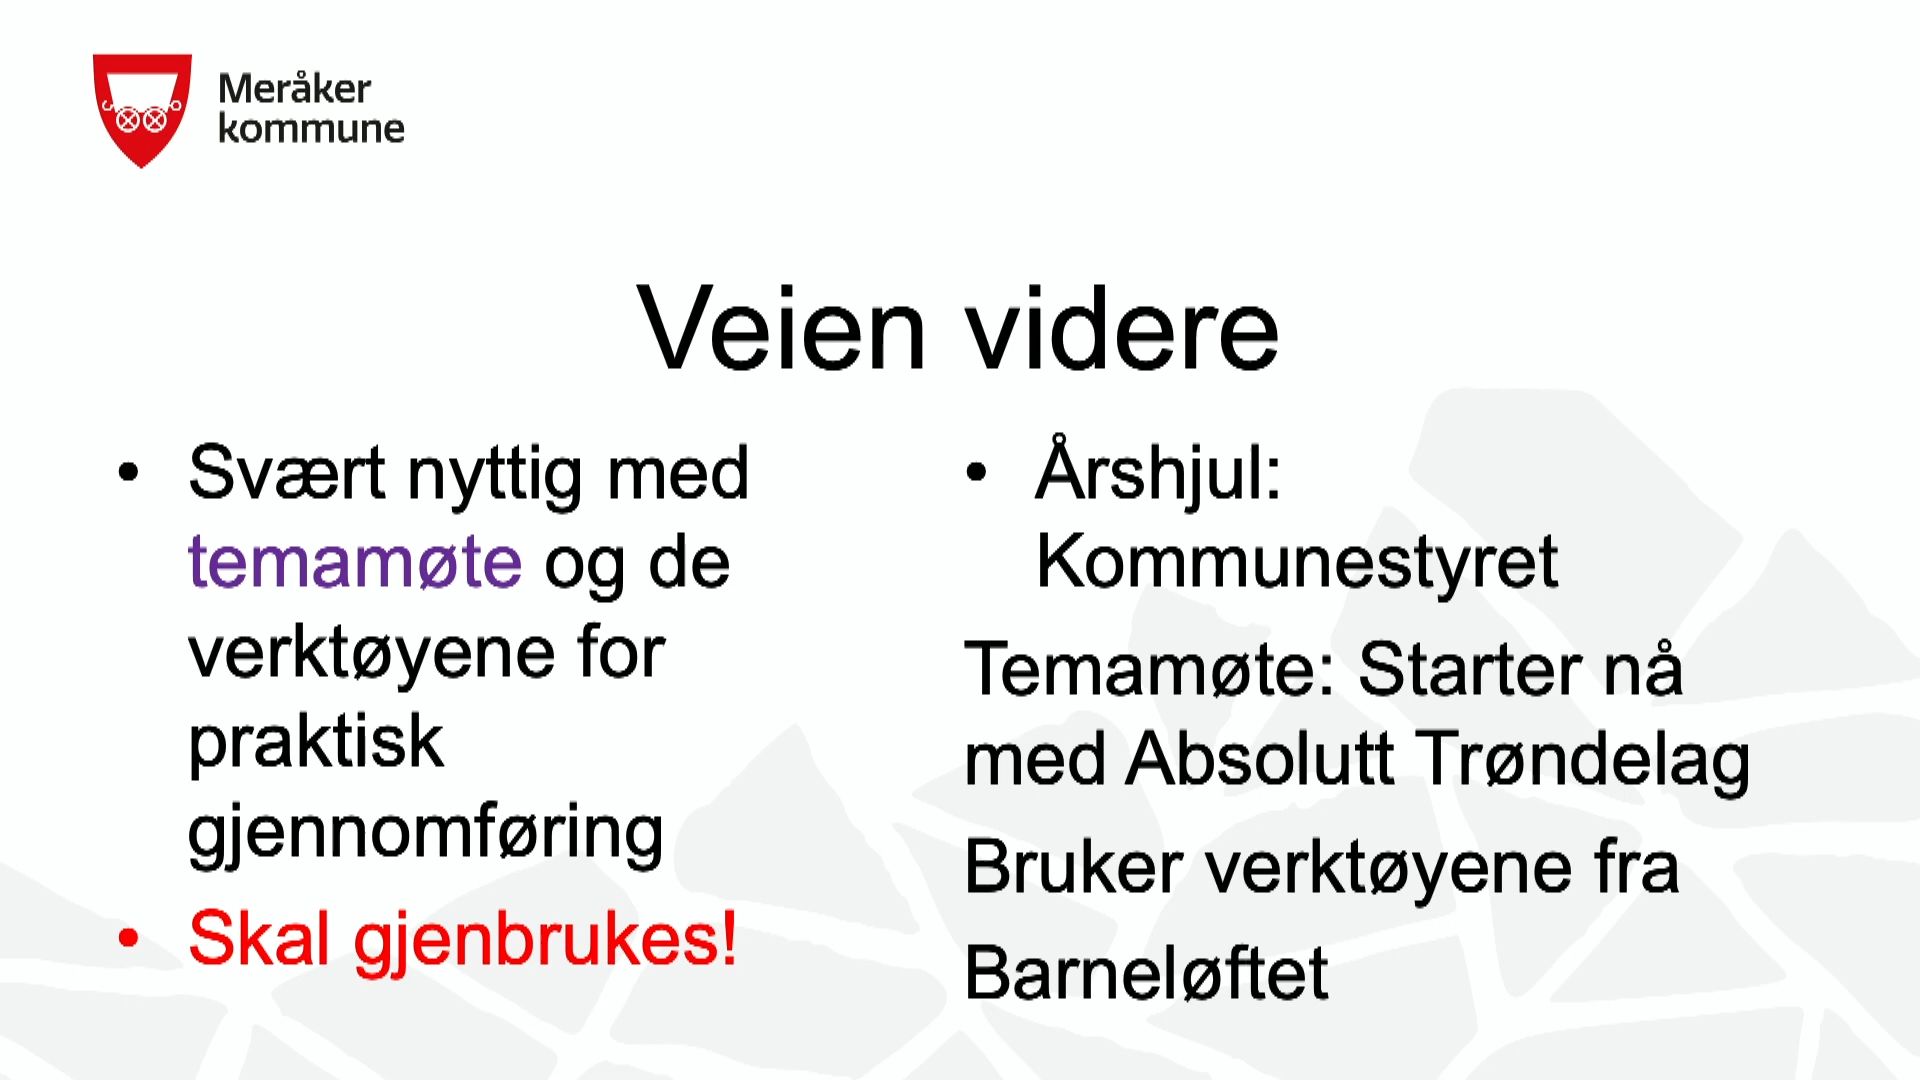 Meråker
kommune
Veien videre
• Svært nyttig med
temamøte og de
verktøyene for
praktisk
gjennomføring
• Skal gjenbrukes!
• Årshjul:
Kommunestyret
Temamøte: Starter nå
med Absolutt Trøndelag
Bruker verktøyene fra
Barneløftet